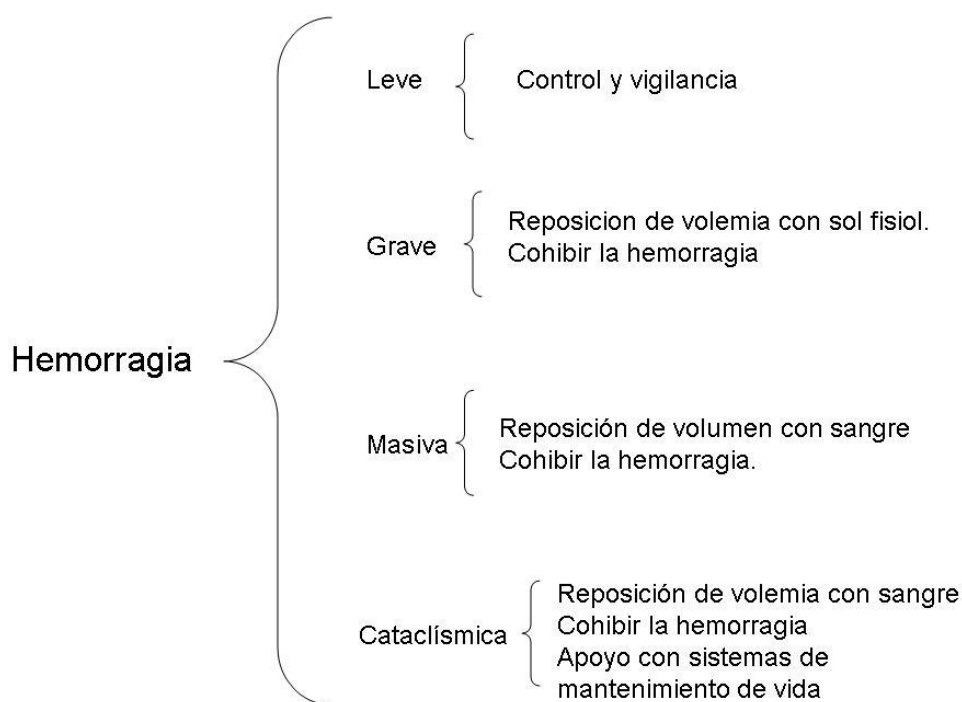 Hemorragia
Leve
Control y vigilancia
Grave
Reposicion de volemia con sol fisiol.
Cohibir la hemorragia
Masiva
Reposición de volumen con sangre
Cohibir la hemorragia.
Cataclísmica
Reposición de volemia con sangre
Cohibir la hemorragia
Apoyo con sistemas de
mantenimiento de vida